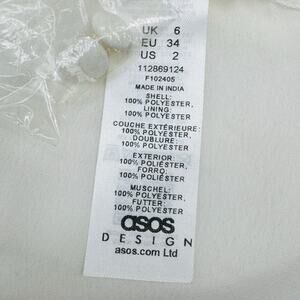 UK 6
EU 34
US 2
112869124
F102405
MADE IN INDIA
SHELL:
100% POLYESTER,
LINING:
100% POLYESTER
COUCHE EXTÉRIEURE:
100% POLYESTER,
DOUBLURE:
100% POLYESTER
EXTERIOR:
100% POLIÉSTER,
FORRO:
100% POLIÉSTER
MUSCHEL:
100% POLYESTER,
FUTTER:
100% POLYESTER
asos
DESIGN
asos.com Ltd